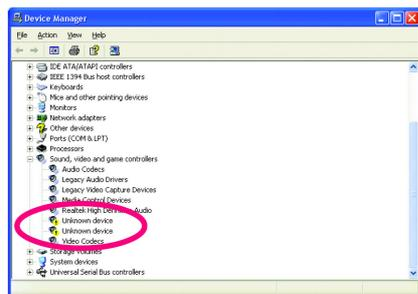 Device Manager
File Action View Help
IDE ATA/ATAPI controllers
IEEE 1394 Bus host controllers
Keyboards
Mice and other pointing devices
Monitors
Network adapters
Other devices
Ports (COM & LPT)
Processors
Sound, video and game controllers
Audio Codecs
Legacy Audio Drivers
Legacy Video Capture Devices
Media Control Devices
Realtek High Definition Audio
Unknown device
Unknown device
Video Codecs
Storage volumes
System devices
Universal Serial Bus controllers